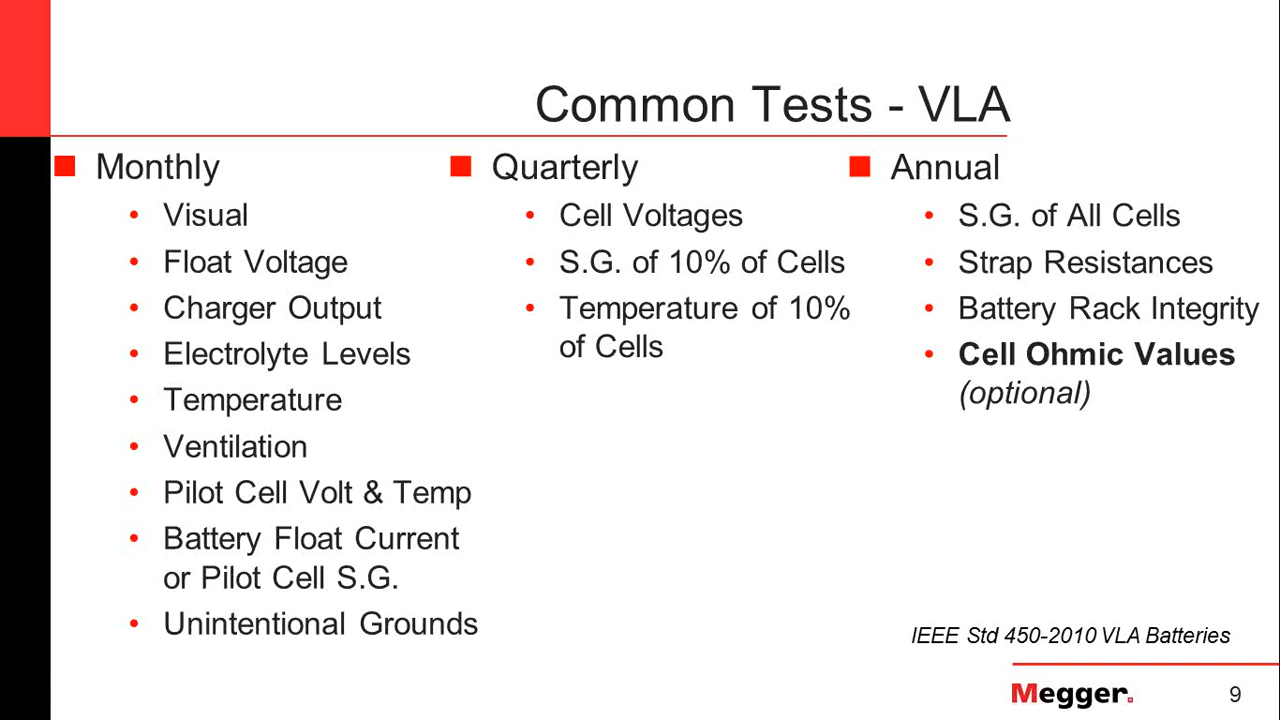 Common Tests - VLA
Monthly
Visual
Float Voltage
Charger Output
Electrolyte Levels
Temperature
Ventilation
Pilot Cell Volt & Temp
Battery Float Current
or Pilot Cell S.G.
Unintentional Grounds
Quarterly
Cell Voltages
S.G. of 10% of Cells
Temperature of 10%
of Cells
Annual
S.G. of All Cells
Strap Resistances
Battery Rack Integrity
Cell Ohmic Values
(optional)
IEEE Std 450-2010 VLA Batteries
Megger.
9